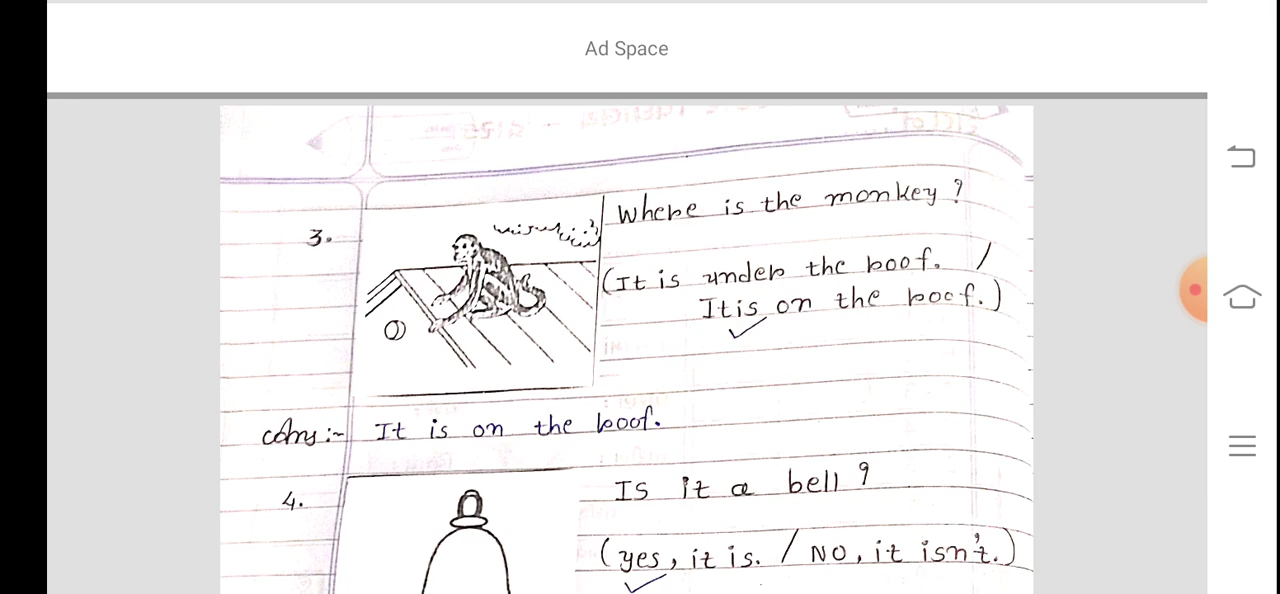 Ad Space
3.
Where is the monkey?
(It is under the roof. /
It is on the roof.)
Ans :- It is on the roof.
4.
Is it a bell?
(yes, it is. / NO, it isn't.)